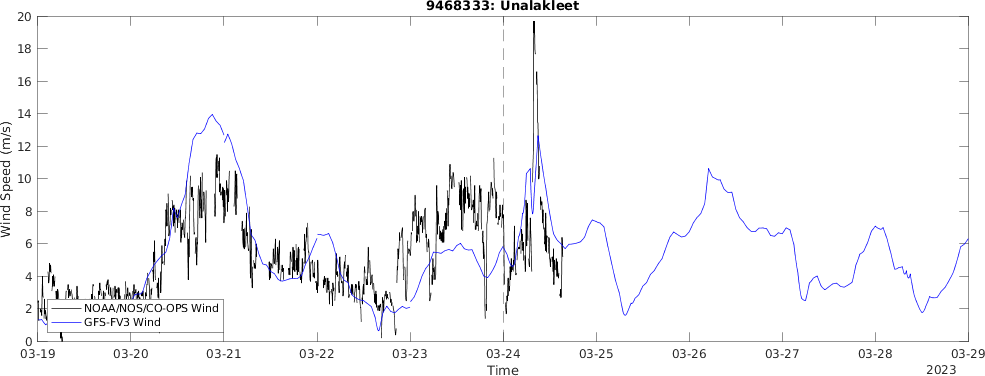 9468333: Unalakleet
20
18
16
14
12
10
8
6
4
2
0
Wind Speed (m/s)
NOAA/NOS/CO-OPS Wind
GFS-FV3 Wind
03-19 03-20 03-21 03-22 03-23 03-24 03-25 03-26 03-27 03-28 03-29
Time
2023